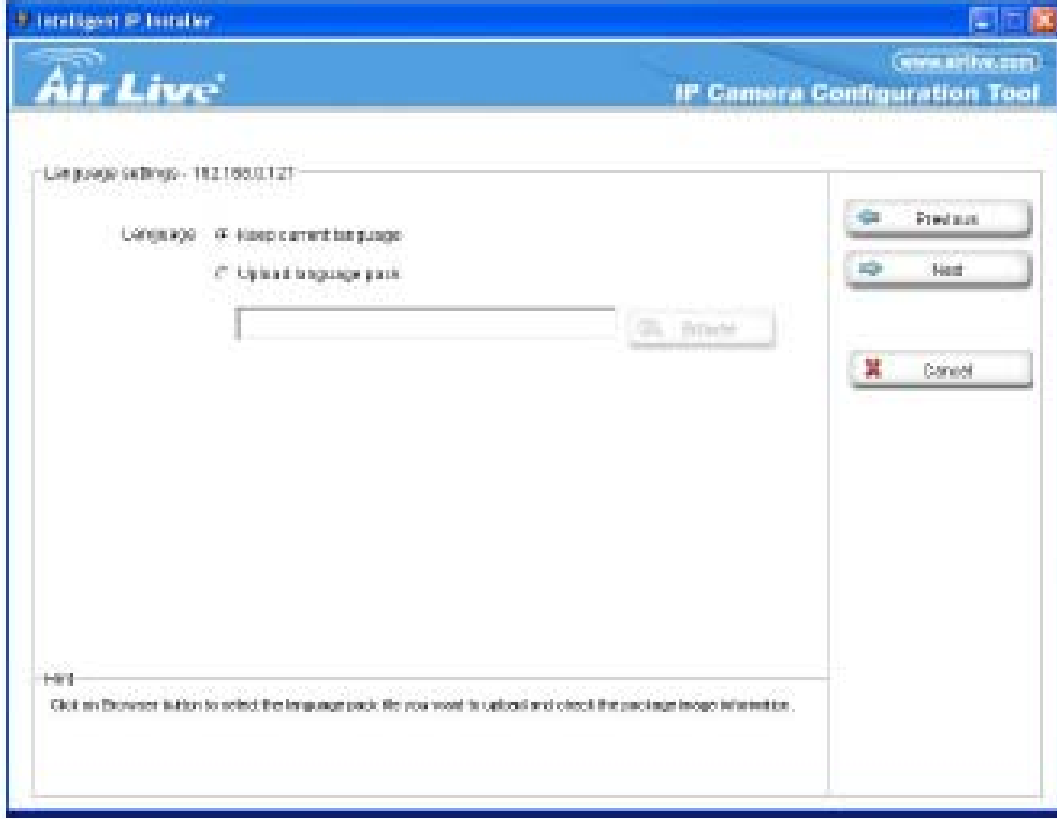 Intelligent IP Installer
www.airlive.com
Air Live
IP Camera Configuration Tool
Language settings - 192.168.0.127
Language
Keep current language
Upload language pack
Browse
Previous
Next
Cancel
Hint
Click on Browser button to select the language pack file you want to upload and check the package image information.